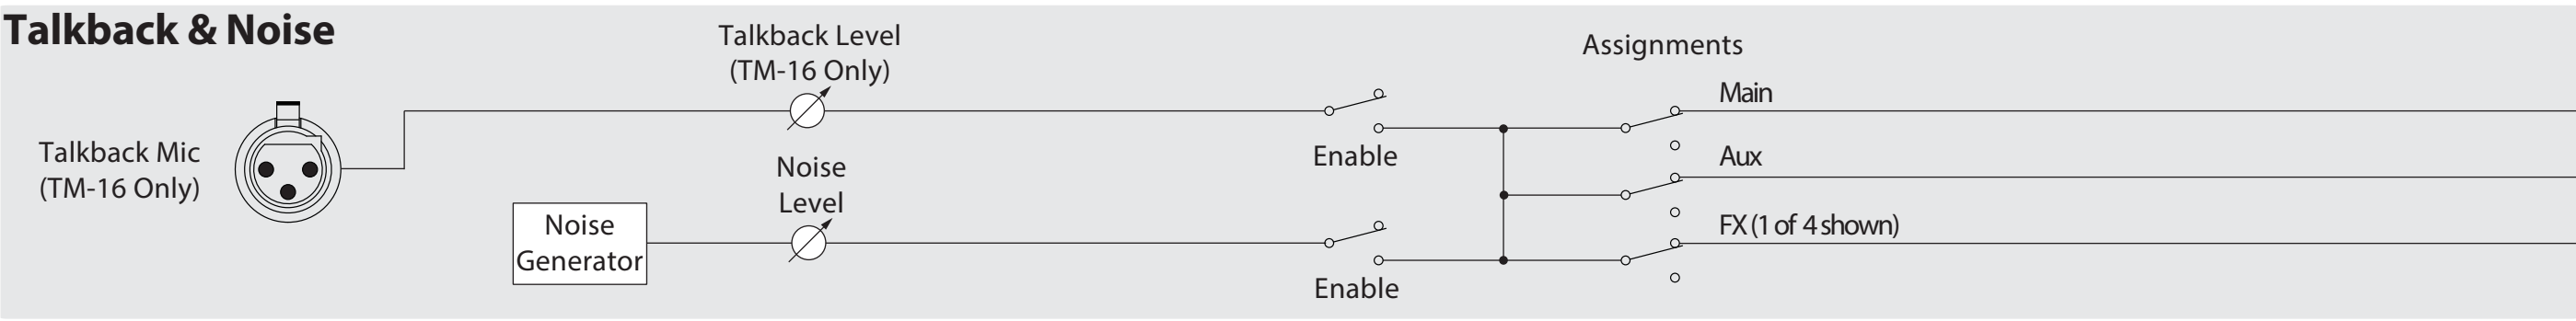 Talkback & Noise
Talkback Level
(TM-16 Only)
Assignments
Main
Talkback Mic
(TM-16 Only)
Enable
Aux
Noise
Level
Noise
Generator
FX (1 of 4 shown)
Enable